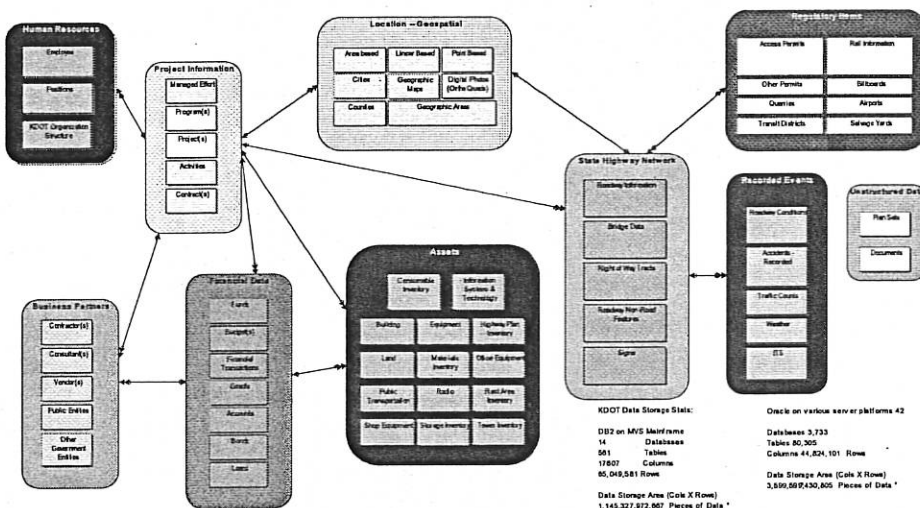 Human Resources
Employee
Positions
KDOT Organization
Structure
Project Information
Managed Effort
Program(s)
Project(s)
Activities
Contract(s)
Location -- Geospatial
Area based
Linear Based
Point Based
Cities
Geographic
Maps
Digital Photos
(Ortho Quads)
Counties
Geographic Areas
Regulatory Items
Access Permits
Rail Information
Other Permits
Billboards
Quarries
Airports
Transit Districts
Salvage Yards
State Highway Network
Roadway Information
Bridge Data
Right of Way Tracts
Roadway Non-Road
Features
Signs
Recorded Events
Roadway Conditions
Accidents -
Recorded
Traffic Counts
Weather
ITS
Unstructured Data
Plan Sets
Documents
Business Partners
Contractor(s)
Consultant(s)
Vendor(s)
Public Entities
Other
Government
Entities
Financial Data
Funds
Budget(s)
Financial
Transactions
Accounts
Assets
Consumable
Inventory
Information
Systems &
Technology
Building
Equipment
Highway Plan
Inventory
Land
Materials
Inventory
Office Equipment
Public
Transportation
Radio
Rest Area
Inventory
Shop Equipment
Storage Inventory
Tower Inventory
KDOT Data Storage Stats:
DB2 on MVS Mainframe
14 Databases
581 Tables
17607 Columns
65,049,581 Rows
Data Storage Area (Cols X Rows)
1,145,327,972,667 Pieces of Data *
Oracle on various server platforms 42
Databases 3,733
Tables 80,305
Columns 44,824,101 Rows
Data Storage Area (Cols X Rows)
3,599,599,430,805 Pieces of Data *